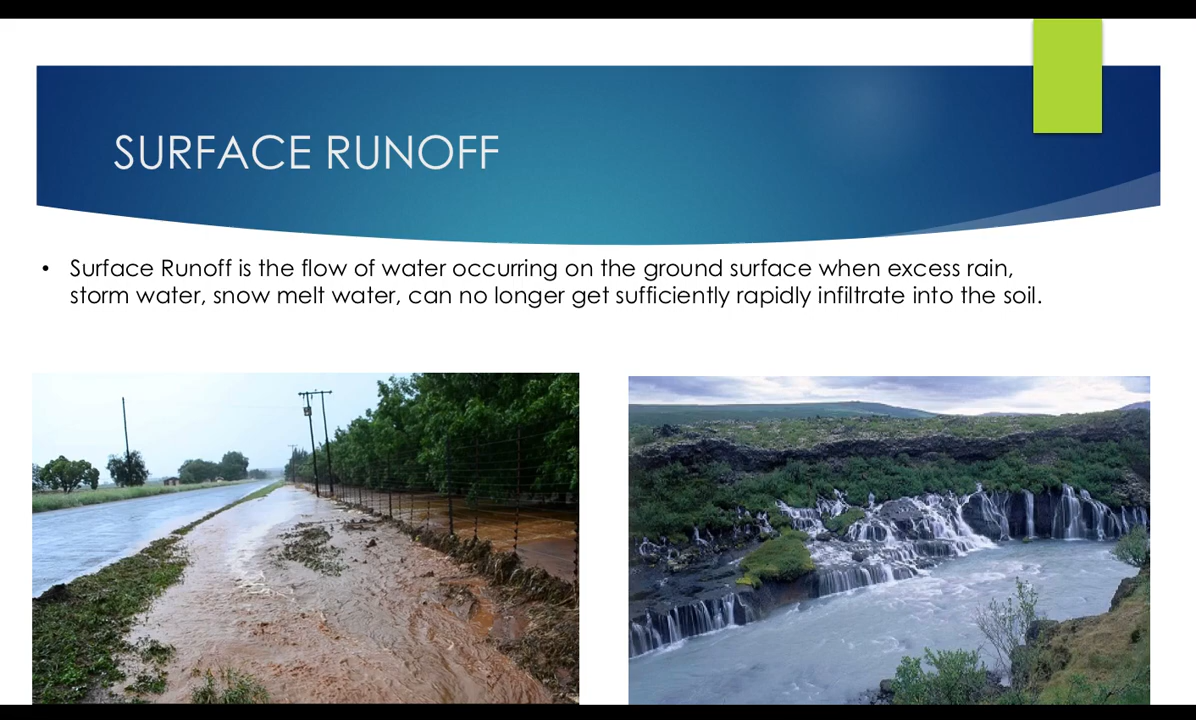 SURFACE RUNOFF
• Surface Runoff is the flow of water occurring on the ground surface when excess rain,
storm water, snow melt water, can no longer get sufficiently rapidly infiltrate into the soil.